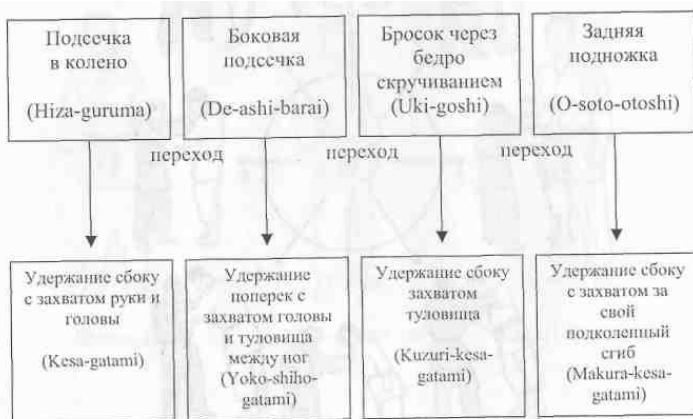 Подсечка
в колено
(Hiza-guruma)
Боковая
подсечка
(De-ashi-barai)
Бросок через
бедро
скручиванием
(Uki-goshi)
Задняя
подножка
(O-soto-otoshi)
переход
переход
переход
Удержание сбоку
с захватом руки и
головы
(Kesa-gatami)
Удержание
поперек с
захватом головы
и туловища
между ног
(Yoko-shiho-
gatami)
Удержание сбоку
захватом
туловища
(Kuzuri-kesa-
gatami)
Удержание сбоку
с захватом за
свой
подколенный
сгиб
(Makura-kesa-
gatami)